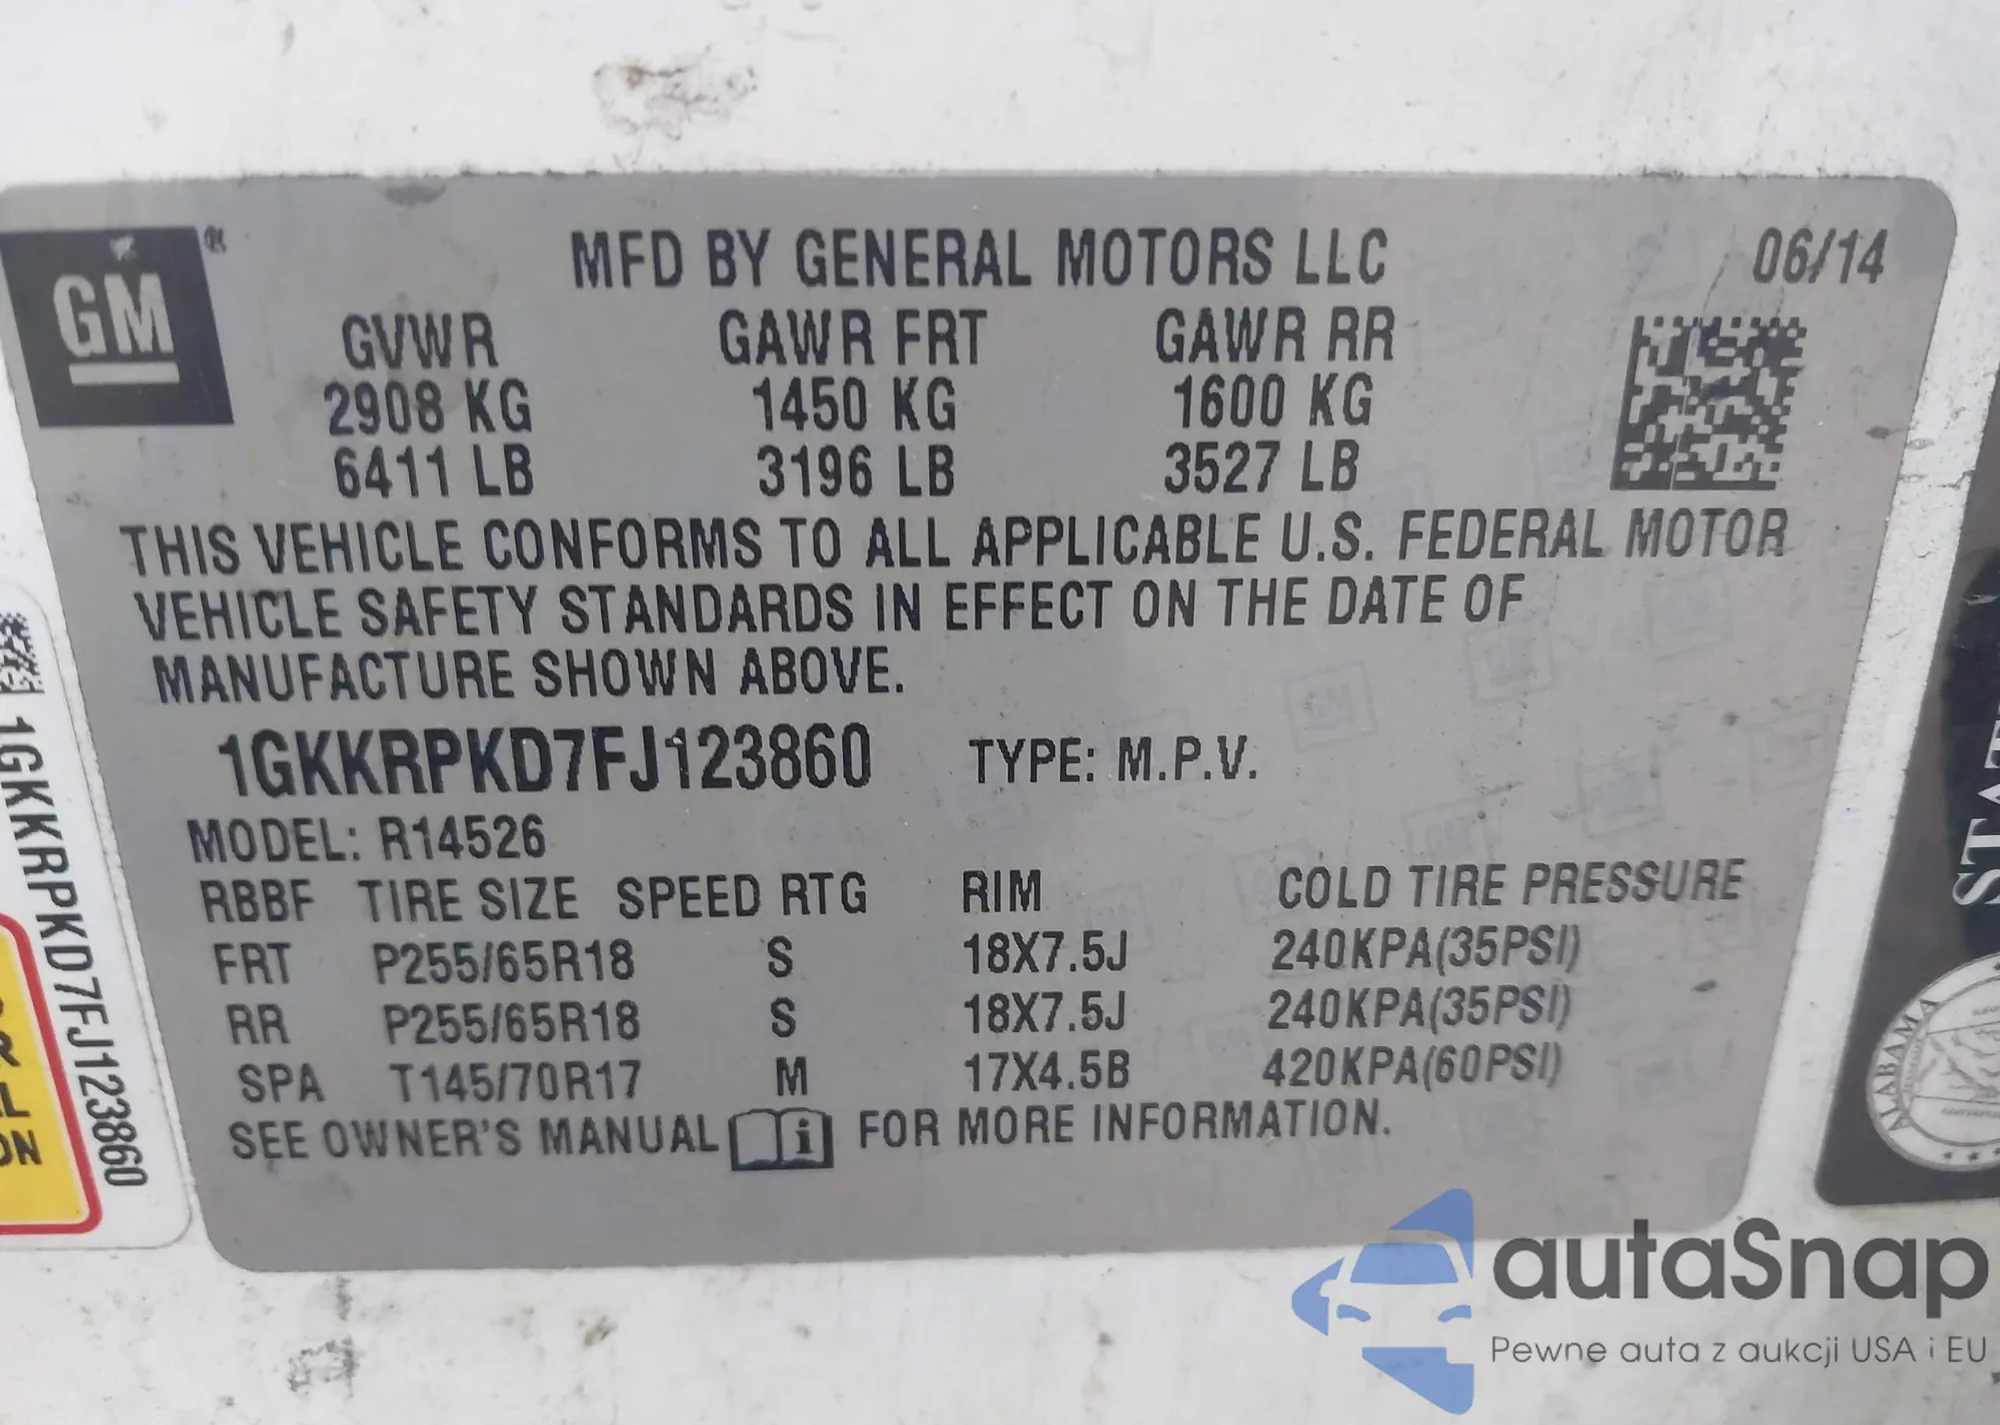 GM®
MFD BY GENERAL MOTORS LLC 06/14
GVWR GAWR FRT GAWR RR
2908 KG 1450 KG 1600 KG
6411 LB 3196 LB 3527 LB
THIS VEHICLE CONFORMS TO ALL APPLICABLE U.S. FEDERAL MOTOR
VEHICLE SAFETY STANDARDS IN EFFECT ON THE DATE OF
MANUFACTURE SHOWN ABOVE.
1GKKRPKD7FJ123860 TYPE: M.P.V.
MODEL: R14526
RBBF TIRE SIZE SPEED RTG RIM COLD TIRE PRESSURE
FRT P255/65R18 S 18X7.5J 240KPA(35PSI)
RR P255/65R18 S 18X7.5J 240KPA(35PSI)
SPA T145/70R17 M 17X4.5B 420KPA(60PSI)
SEE OWNER'S MANUAL i FOR MORE INFORMATION.
1GKKRPKD7FJ123860
ALABAMA
autaSnap
Pewne auta z aukcji USA i EU